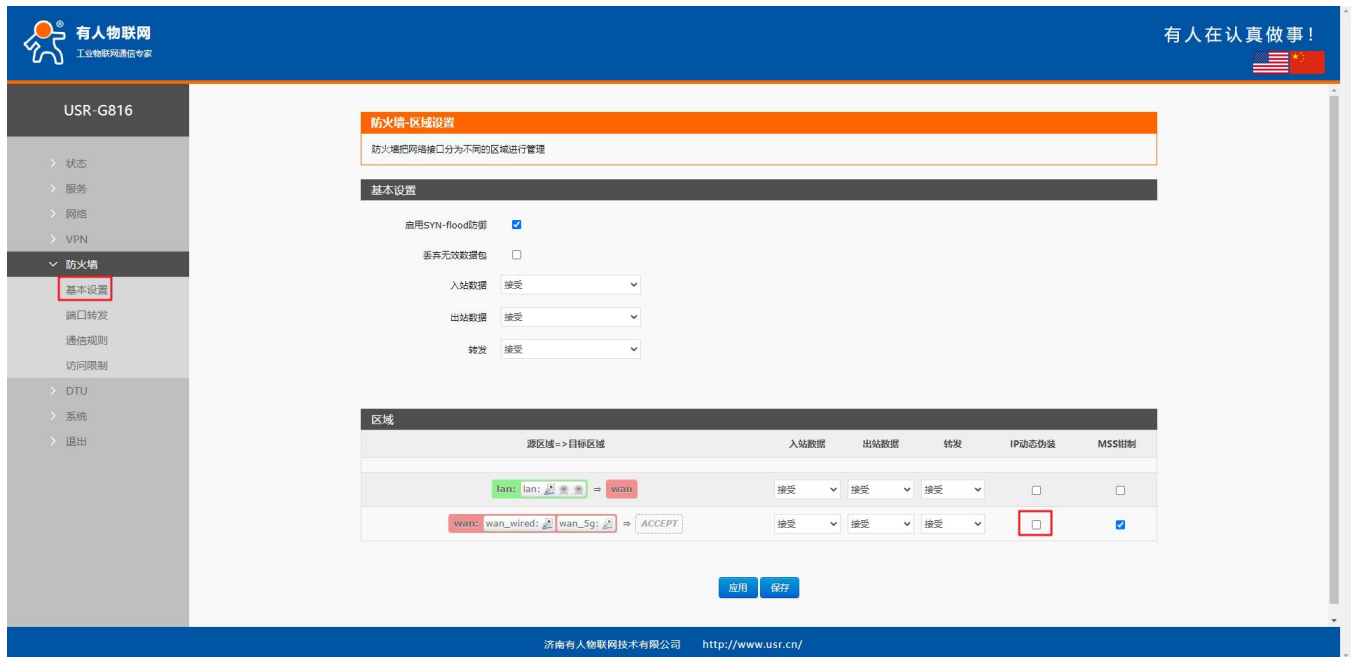 有人物联网
工业物联网通信专家
有人在认真做事！
USR-G816
状态
服务
网络
VPN
防火墙
基本设置
端口转发
通信规则
访问限制
DTU
系统
退出
防火墙-区域设置
防火墙把网络接口分为不同的区域进行管理
基本设置
启用SYN-flood防御
丢弃无效数据包
入站数据 接受
出站数据 接受
转发 接受
区域
源区域=>目标区域 入站数据 出站数据 转发 IP动态伪装 MSS钳制
lan: lan: ⇒ wan 接受 接受 接受
wan: wan_wired: wan_5g: ⇒ ACCEPT 接受 接受 接受
应用 保存
济南有人物联网技术有限公司 http://www.usr.cn/